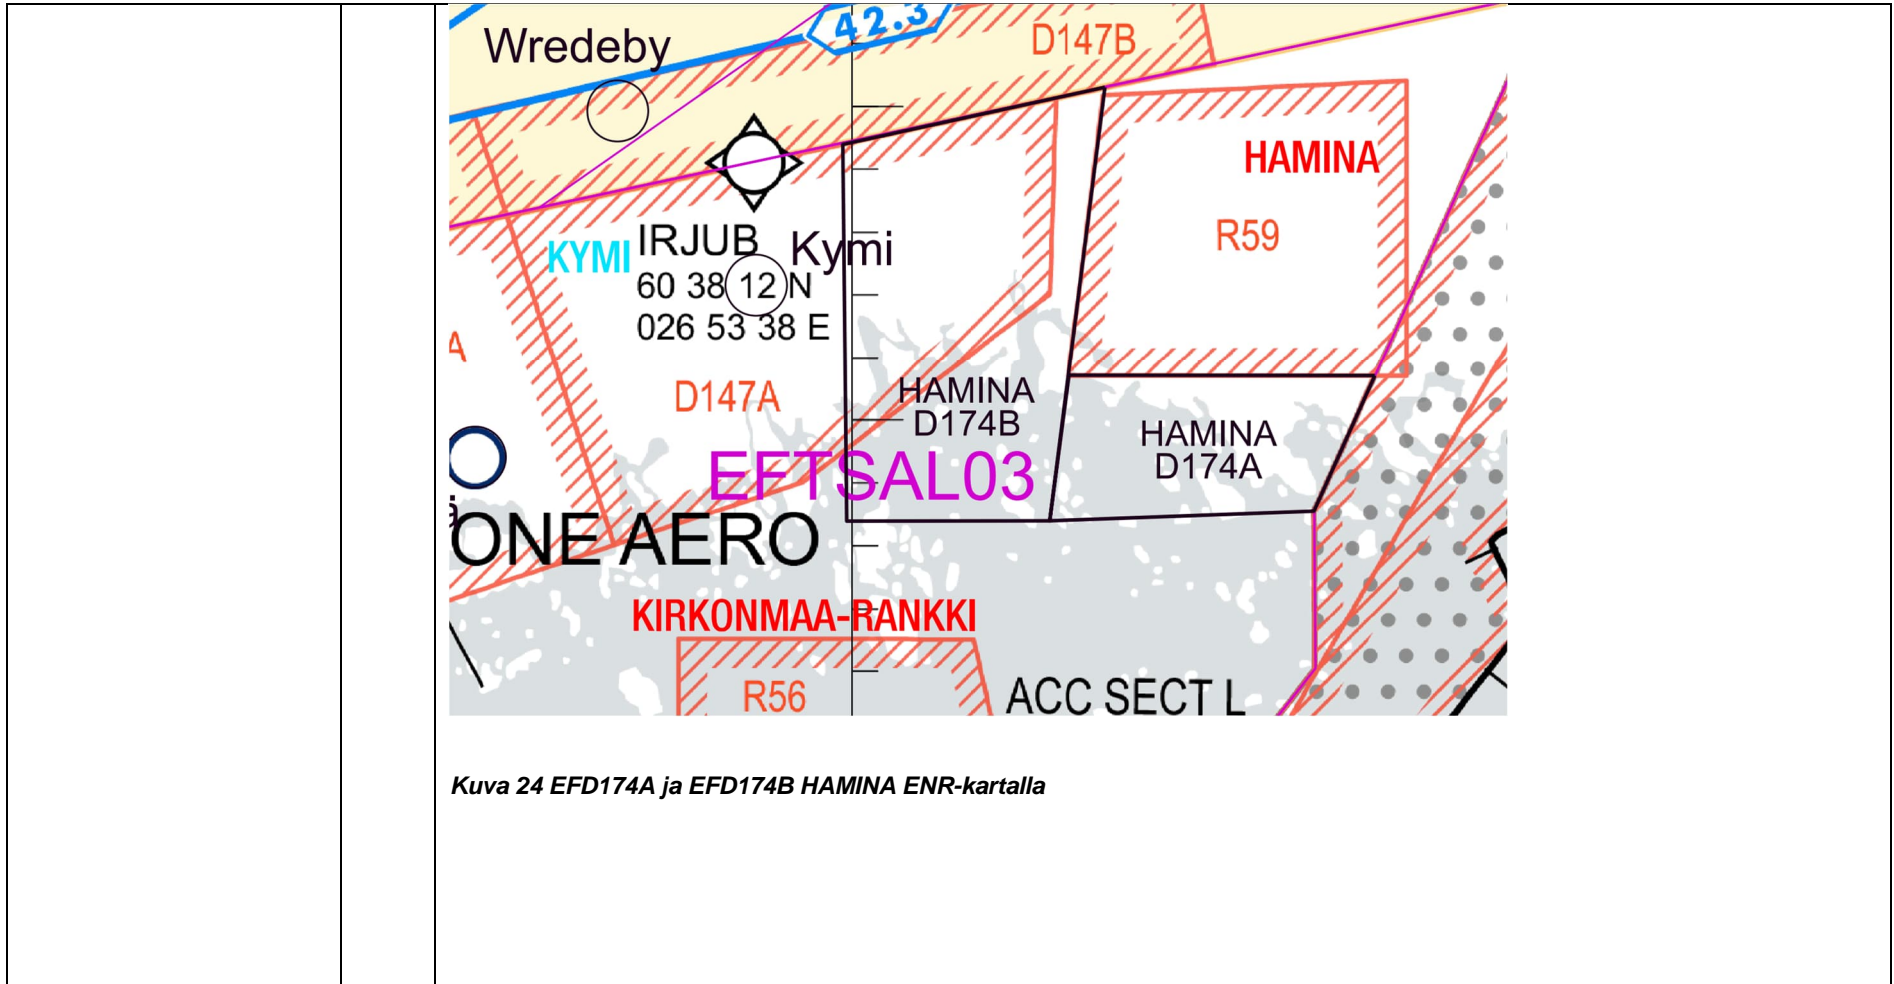 42.3
D147B
Wredeby
HAMINA
R59
KYMI
IRJUB
Kymi
60 38 12 N
026 53 38 E
A
D147A
HAMINA
D174B
HAMINA
D174A
EFTSAL03
ä
ONE AERO
KIRKONMAA-RANKKI
R56
ACC SECT L
Kuva 24 EFD174A ja EFD174B HAMINA ENR-kartalla